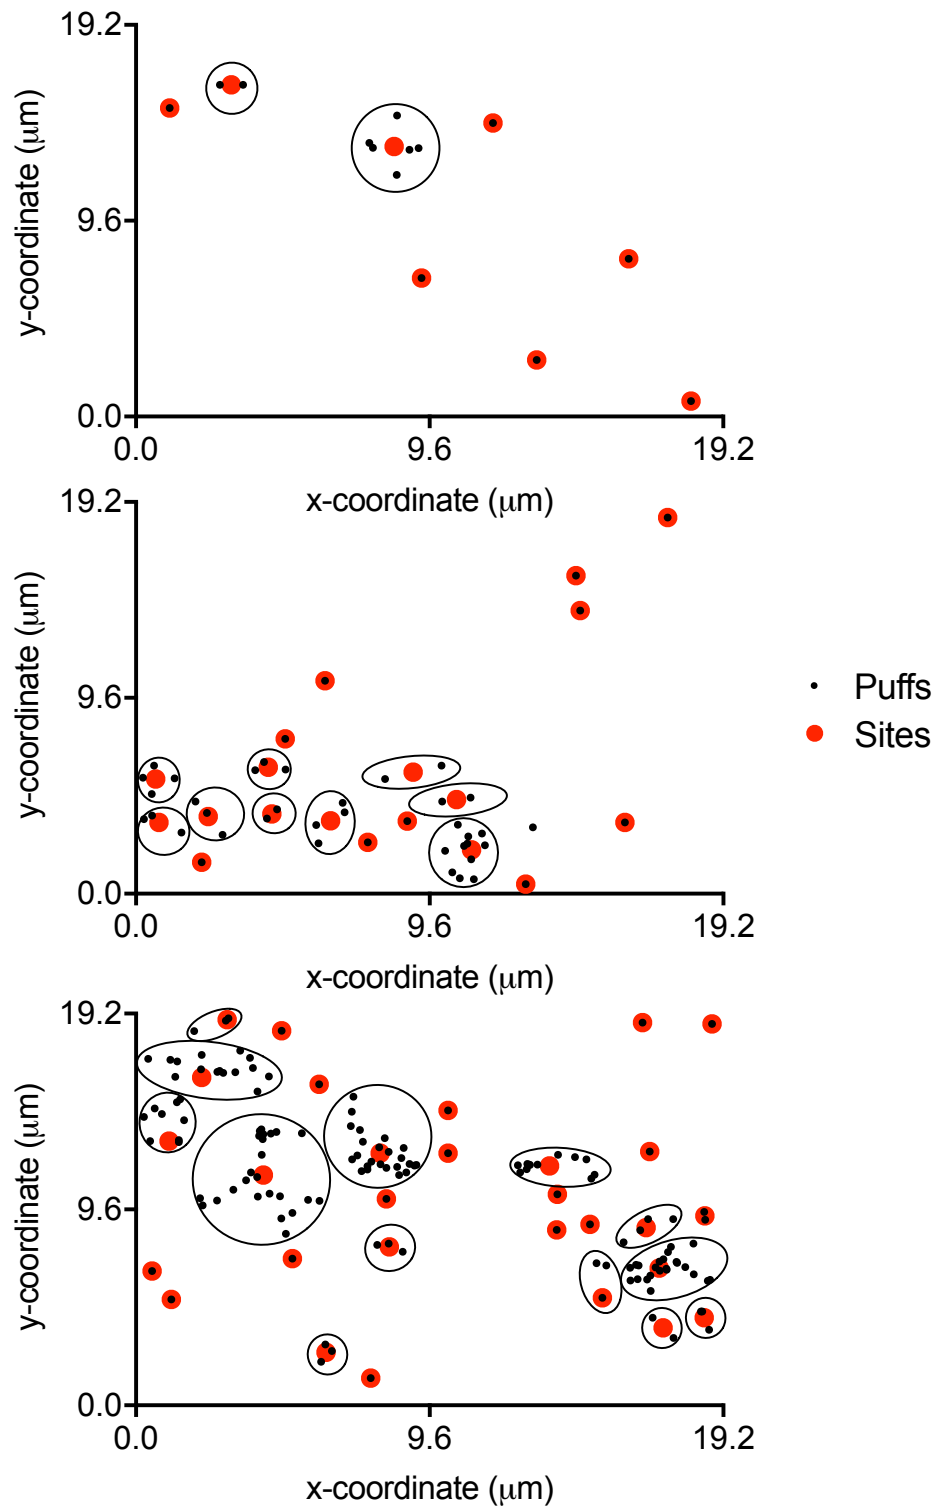 19.2
9.6
0.0
y-coordinate (μm)
0.0 9.6 19.2
x-coordinate (μm)
19.2
9.6
0.0
y-coordinate (μm)
0.0 9.6 19.2
x-coordinate (μm)
Puffs
Sites
19.2
9.6
0.0
y-coordinate (μm)
0.0 9.6 19.2
x-coordinate (μm)